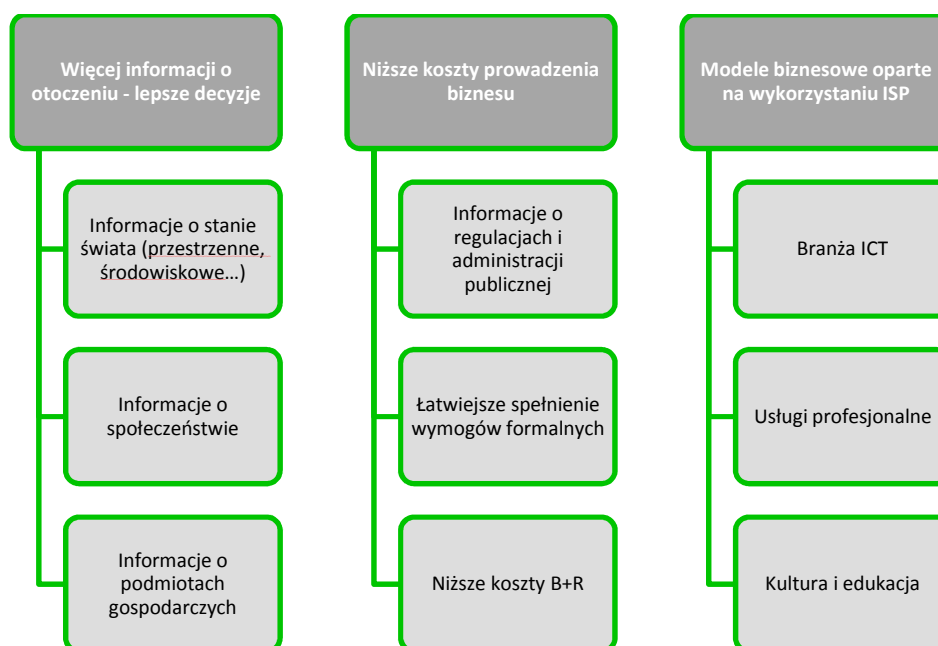 Więcej informacji o
otoczeniu - lepsze decyzje
Informacje o stanie
świata (przestrzenne,
środowiskowe…)
Informacje o
społeczeństwie
Informacje o
podmiotach
gospodarczych
Niższe koszty prowadzenia
biznesu
Informacje o
regulacjach i
administracji
publicznej
Łatwiejsze spełnienie
wymogów formalnych
Niższe koszty B+R
Modele biznesowe oparte
na wykorzystaniu ISP
Branża ICT
Usługi profesjonalne
Kultura i edukacja